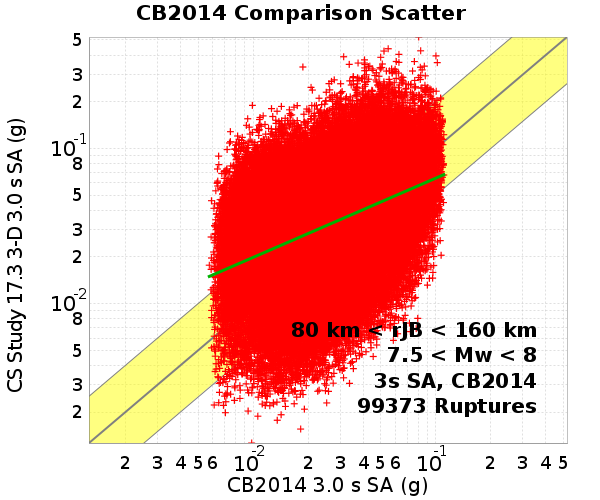 CB2014 Comparison Scatter
CS Study 17.3 3-D 3.0 s SA (g)
5
3
2
10-1
8
5
3
2
10-2
8
5
3
2
80 km < rJB < 160 km
7.5 < Mw < 8
3s SA, CB2014
99373 Ruptures
2 3 4 5 6 10-2 2 3 4 5 6 10-1 2 3 4 5
CB2014 3.0 s SA (g)